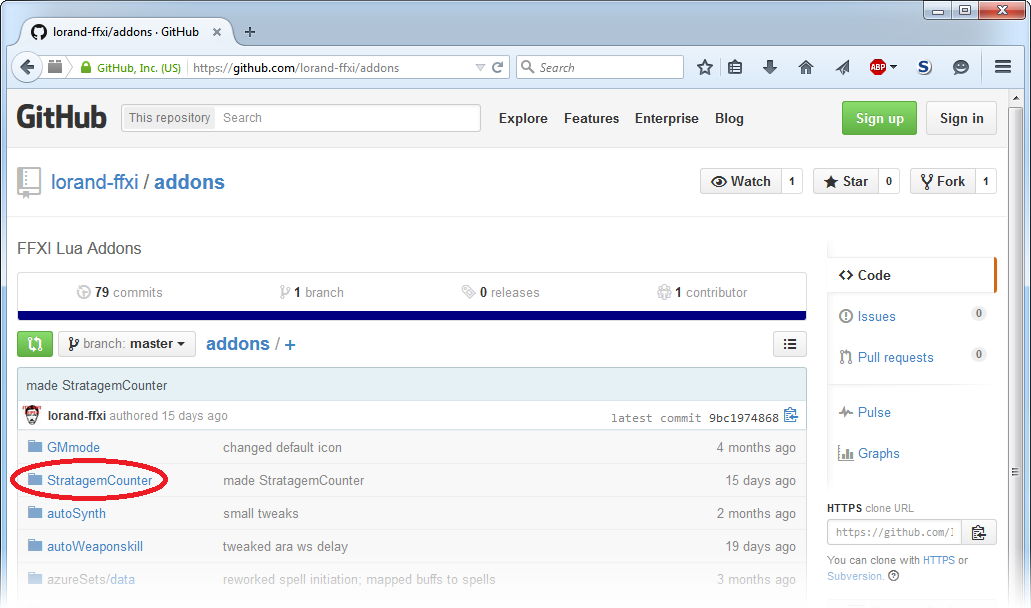 lorand-ffxi/addons · GitHub
GitHub, Inc. (US) https://github.com/lorand-ffxi/addons Search ABP S
GitHub This repository Search Explore Features Enterprise Blog Sign up Sign in
lorand-ffxi / addons Watch 1 Star 0 Fork 1
FFXI Lua Addons
79 commits 1 branch 0 releases 1 contributor
branch: master addons / +
made StratagemCounter
lorand-ffxi authored 15 days ago latest commit 9bc1974868
GMmode changed default icon 4 months ago
StratagemCounter made StratagemCounter 15 days ago
autoSynth small tweaks 2 months ago
autoWeaponskill tweaked ara ws delay 19 days ago
azureSets/data reworked spell initiation; mapped buffs to spells 3 months ago
Code
Issues 0
Pull requests 0
Pulse
Graphs
HTTPS clone URL
https://github.com/l
You can clone with HTTPS or
Subversion.